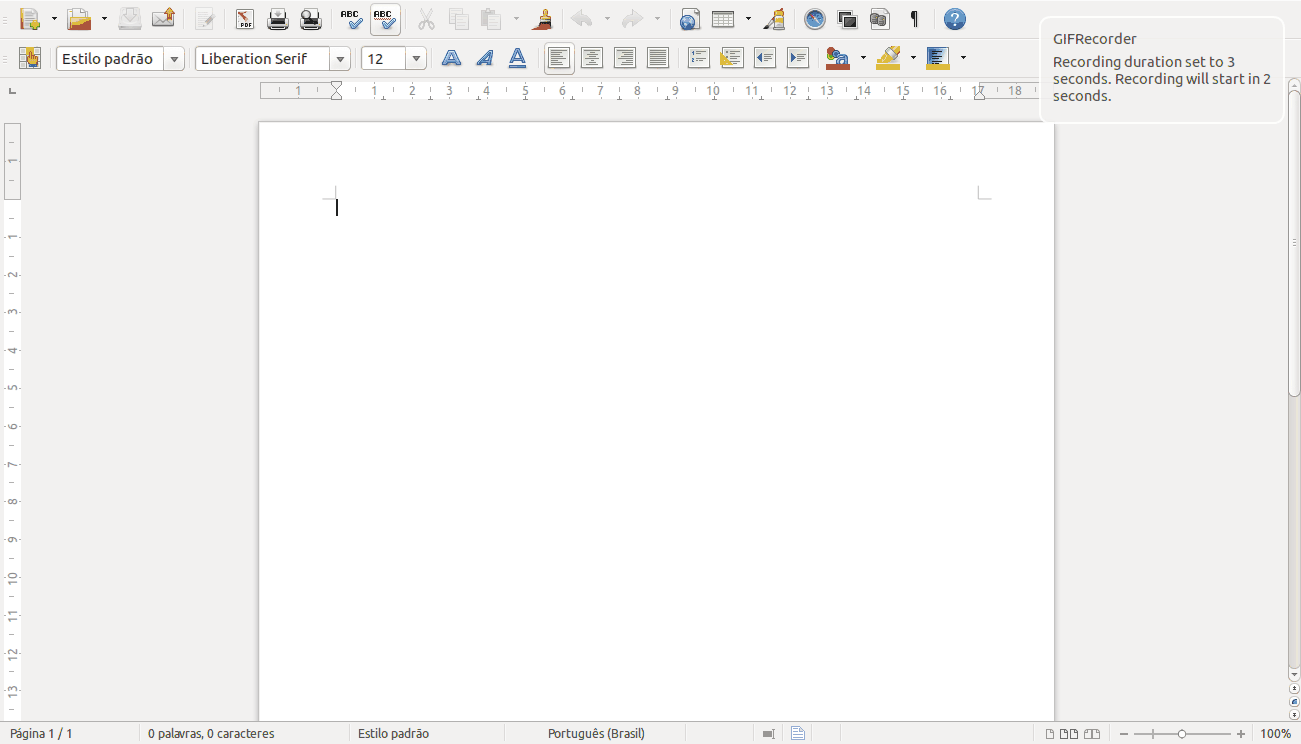 PDF
ABC
ABC
Estilo padrão
Liberation Serif
12
GIFRecorder
Recording duration set to 3
seconds. Recording will start in 2
seconds.
1 1 2 3 4 5 6 7 8 9 10 11 12 13 14 15 16 17 18
1
1
2
3
4
5
6
7
8
9
10
11
12
13
Página 1 / 1
0 palavras, 0 caracteres
Estilo padrão
Português (Brasil)
100%